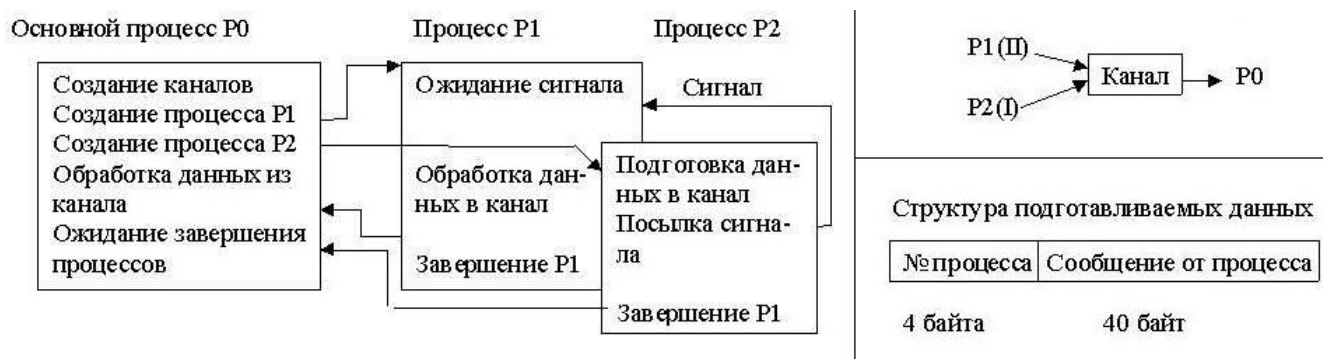 Основной процесс P0
Создание каналов
Создание процесса P1
Создание процесса P2
Обработка данных из
канала
Ожидание завершения
процессов
Процесс P1
Ожидание сигнала
Обработка дан-
ных в канал
Завершение P1
Процесс P2
Сигнал
Подготовка дан-
ных в канал
Посылка сигна-
ла
Завершение P1
P1(II)
P2(I)
Канал
P0
Структура подготавливаемых данных
№процесса Сообщение от процесса
4 байта 40 байт